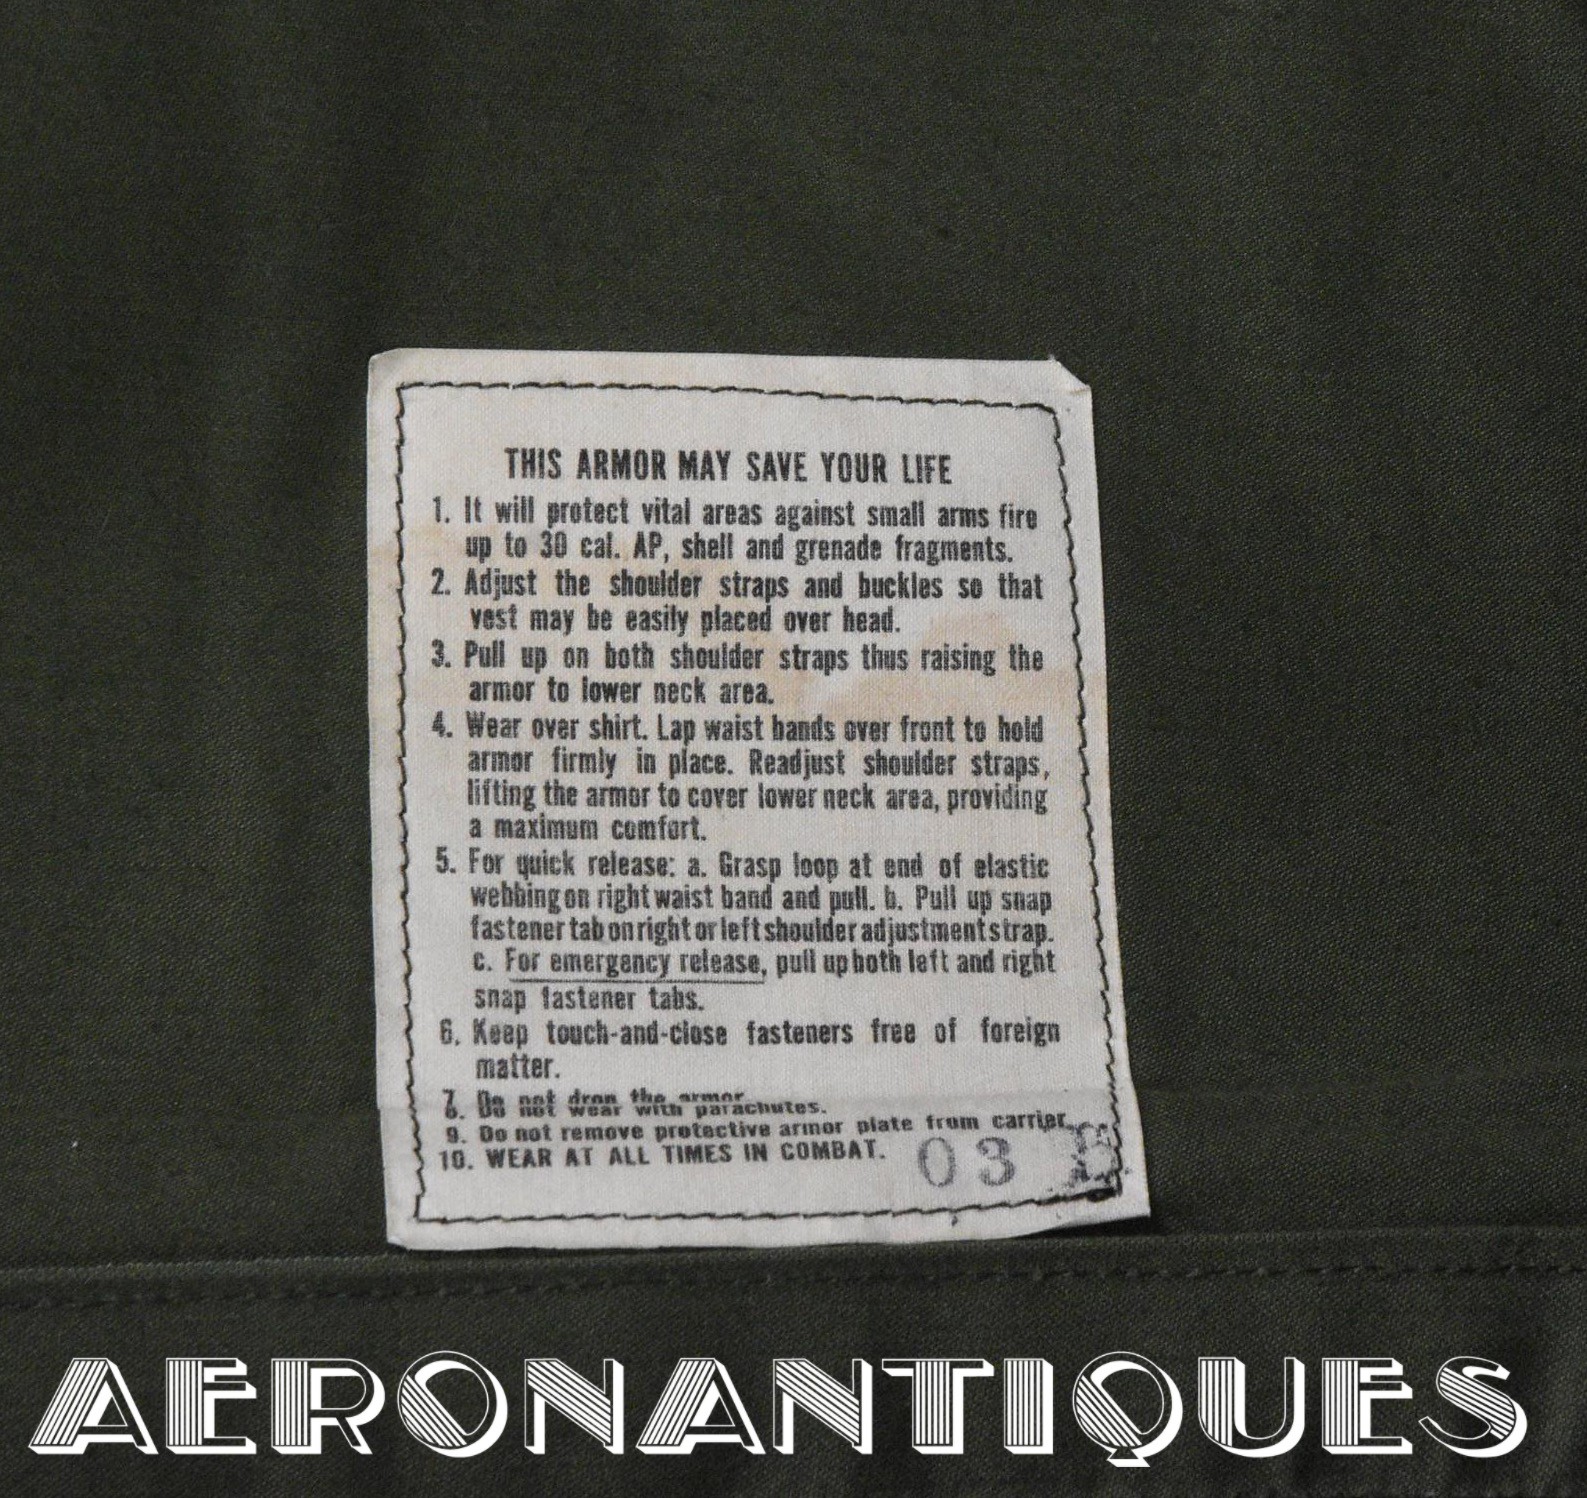 THIS ARMOR MAY SAVE YOUR LIFE
1. It will protect vital areas against small arms fire
up to 30 cal. AP, shell and grenade fragments.
2. Adjust the shoulder straps and buckles so that
vest may be easily placed over head.
3. Pull up on both shoulder straps thus raising the
armor to lower neck area.
4. Wear over shirt. Lap waist bands over front to hold
armor firmly in place. Readjust shoulder straps,
lifting the armor to cover lower neck area, providing
a maximum comfort.
5. For quick release: a. Grasp loop at end of elastic
webbing on right waist band and pull. b. Pull up snap
fastener tab on right or left shoulder adjustment strap.
c. For emergency release, pull up both left and right
snap fastener tabs.
6. Keep touch-and-close fasteners free of foreign
matter.
7. Do not drop the armor.
8. Do not wear with parachutes.
9. Do not remove protective armor plate from carrier.
10. WEAR AT ALL TIMES IN COMBAT.
03
AERONANTIQUES